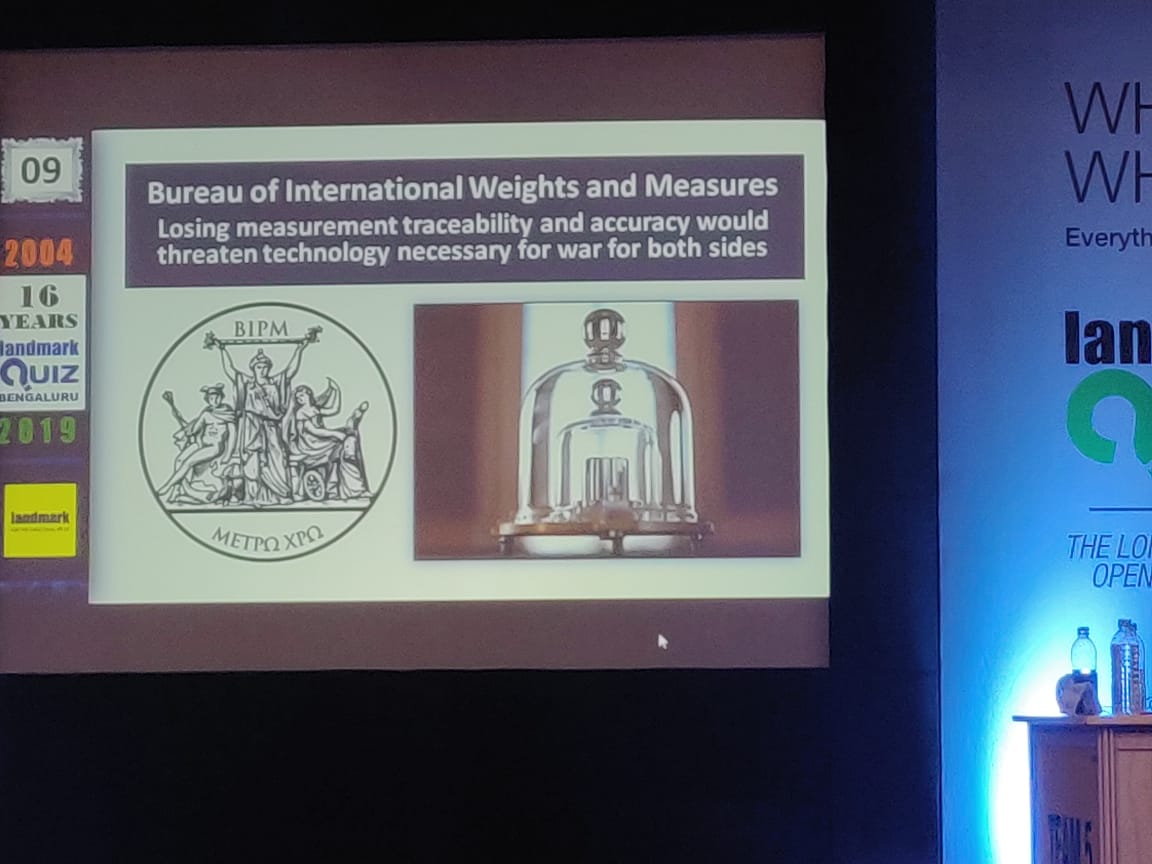 09
2004
16
YEARS
landmark
QUIZ
BENGALURU
2019
landmark
Bureau of International Weights and Measures
Losing measurement traceability and accuracy would
threaten technology necessary for war for both sides
BIPM
ΜΕΤΡΩ ΧΡΩ
WH
WH
Everyth
lan
THE LO
OPEN